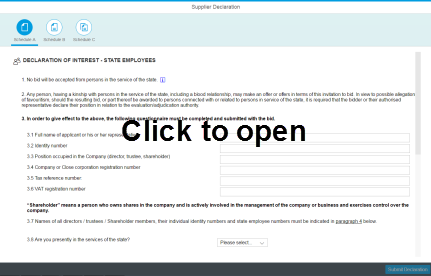 Supplier Declaration
Schedule A Schedule B Schedule C
DECLARATION OF INTEREST - STATE EMPLOYEES
1. No bid will be accepted from persons in the service of the state.
2. Any person, having a kinship with persons in the service of the state, including a blood relationship, may make an offer or offers in terms of this invitation to bid. In view to possible allegation
of favouritism, should the resulting bid, or part thereof be awarded to persons connected with or related to persons in service of the state, it is required that the bidder or their authorised
representative declare their position in relation to the evaluation/adjudication authority.
3. In order to give effect to the above, the following questionnaire must be completed and submitted with the bid.
Click to open
3.1 Full name of applicant or his or her
3.2 Identity number
3.3 Position occupied in the Company (director, trustee, shareholder)
3.4 Company or Close corporation registration number
3.5 Tax reference number
3.6 VAT registration number
"Shareholder" means a person who owns shares in the company and is actively involved in the management of the company or business and exercises control over the
company.
3.7 Names of all directors / trustees / Shareholder members, their individual identity numbers and state employee numbers must be indicated in paragraph 4 below
3.8 Are you presently in the services of the state? Please select...
Submit Declaration